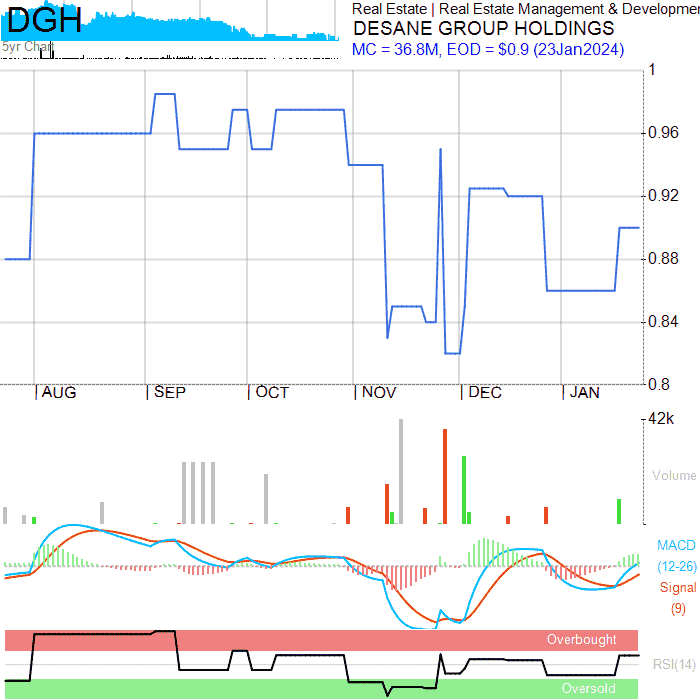 DGH
Real Estate | Real Estate Management & Developmen
DESANE GROUP HOLDINGS
MC = 36.8M, EOD = $0.9 (23Jan2024)
5yr Chart
1
0.96
0.92
0.88
0.84
0.8
|AUG |SEP |OCT |NOV |DEC |JAN
42k
Volume
MACD
(12-26)
Signal
(9)
Overbought
RSI(14)
Oversold